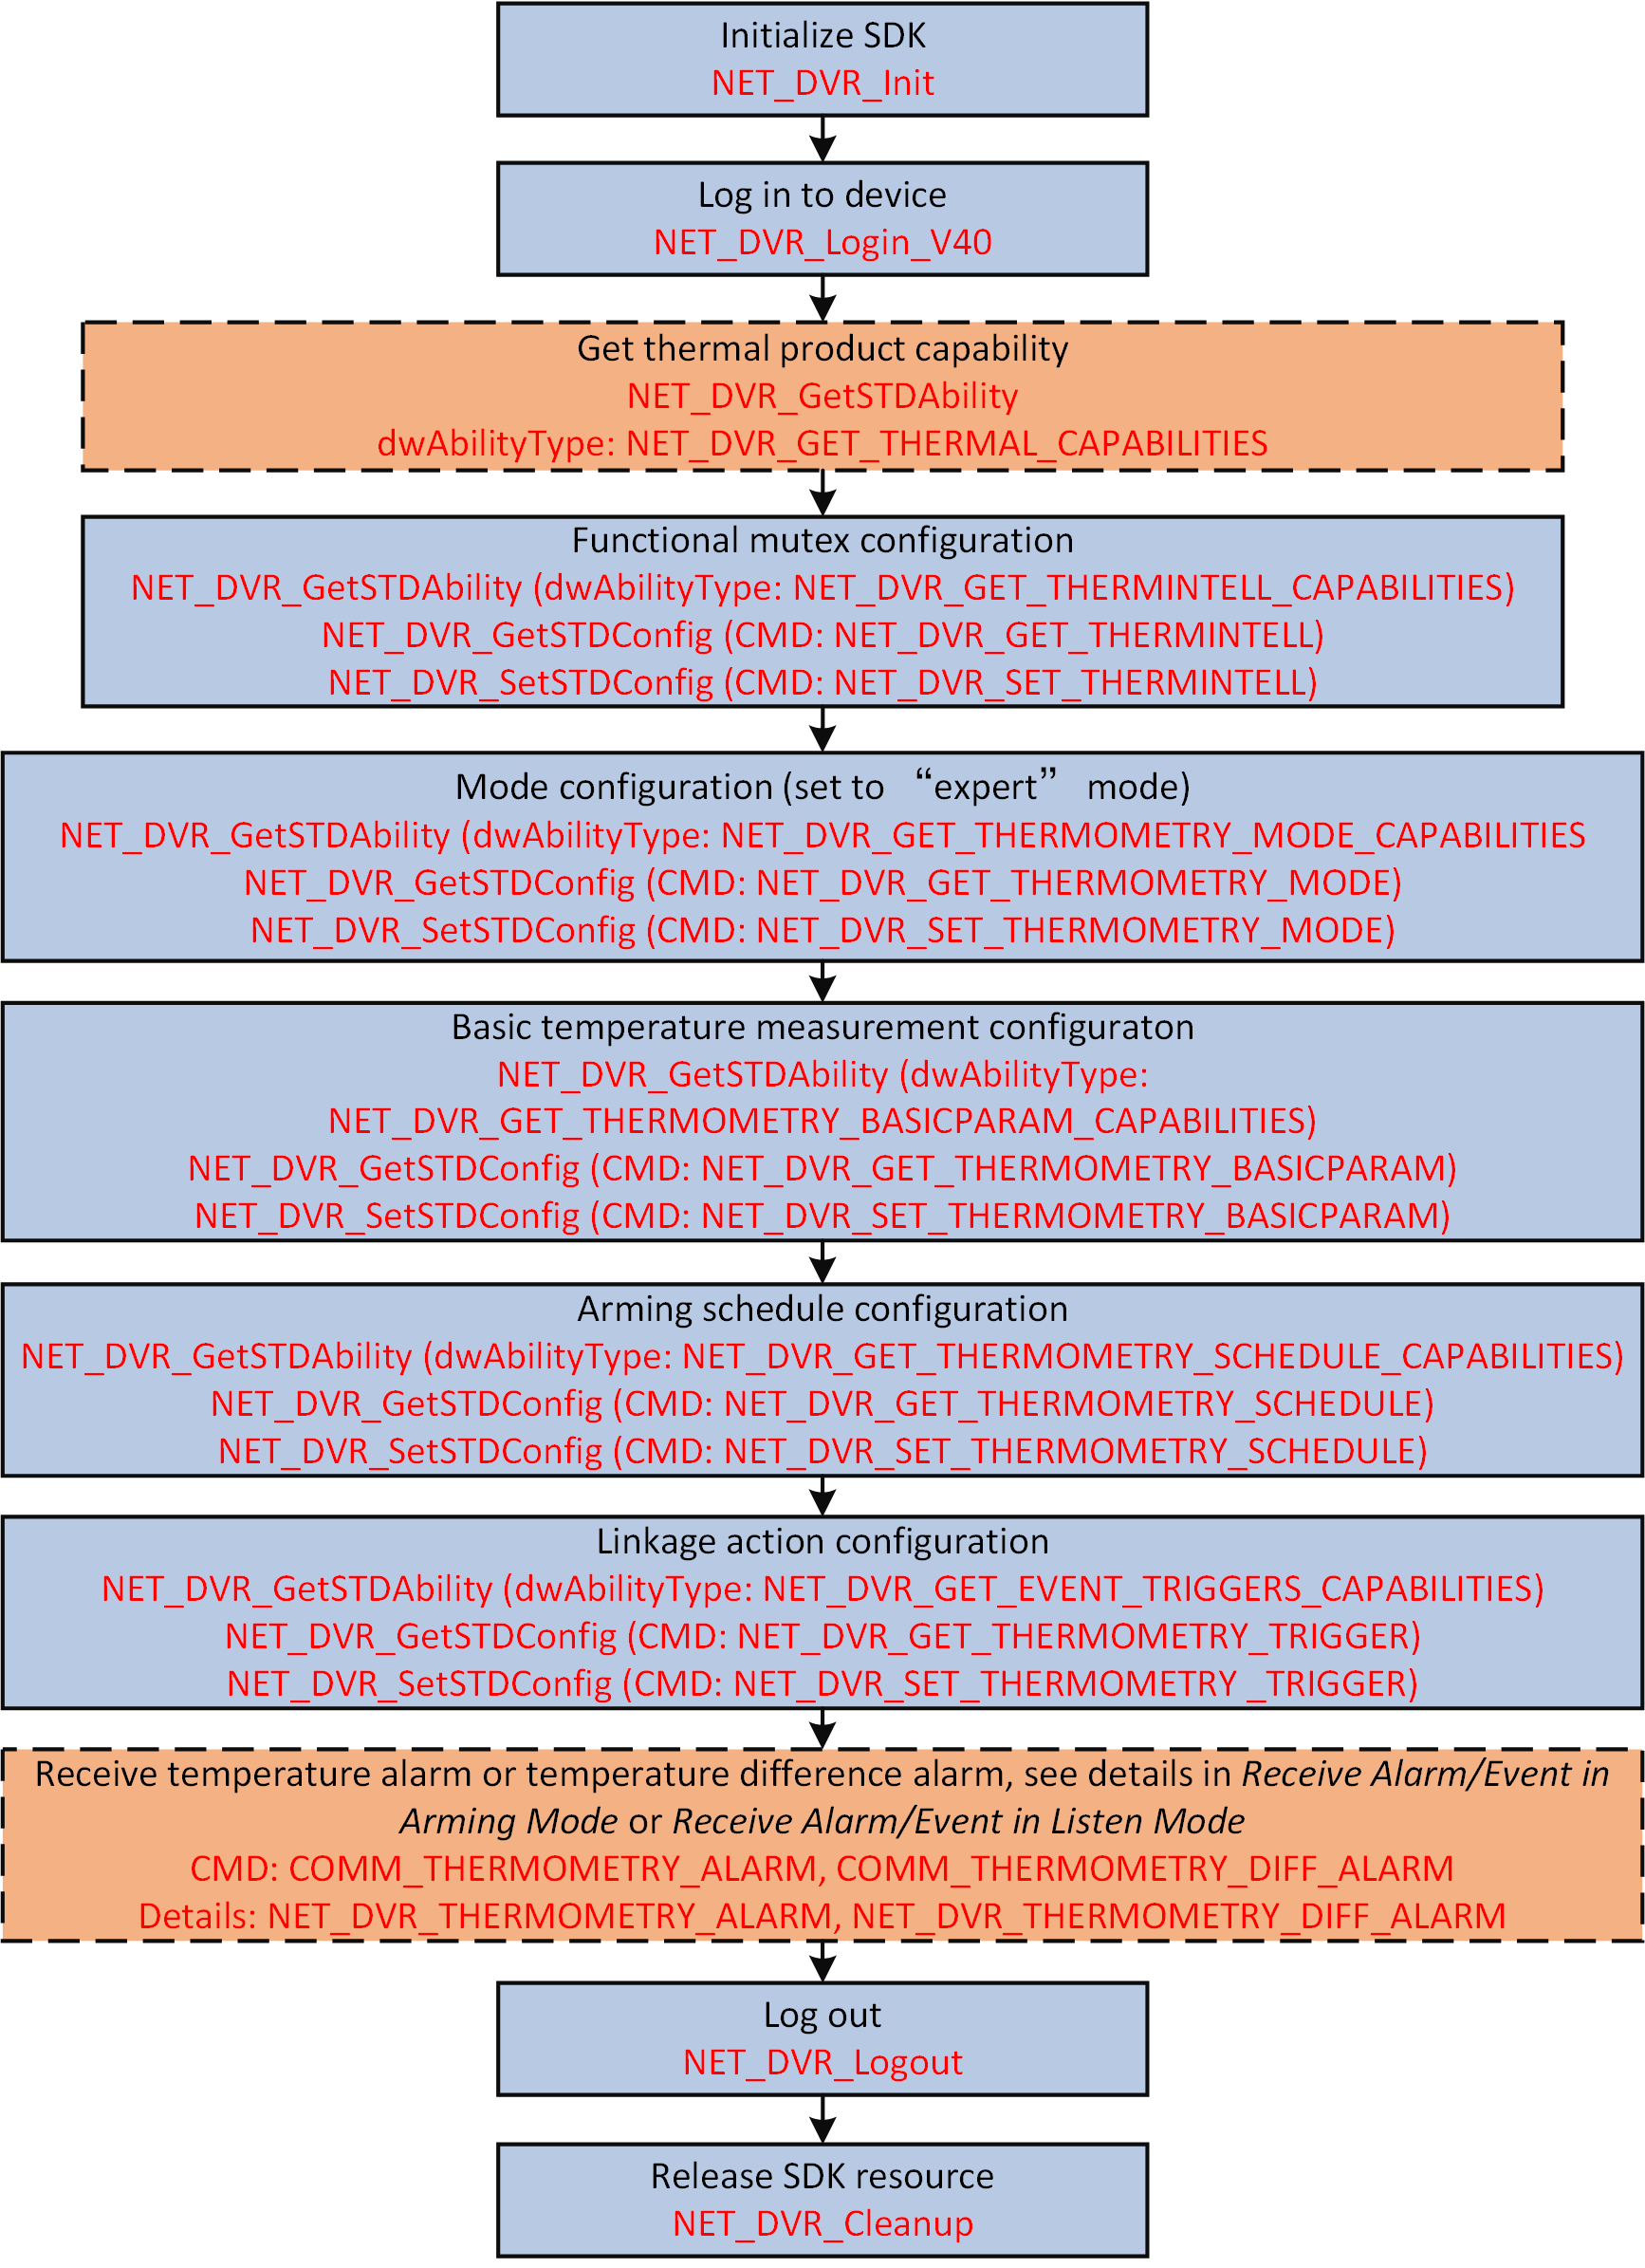 Initialize SDK
NET_DVR_Init
Log in to device
NET_DVR_Login_V40
Get thermal product capability
NET_DVR_GetSTDAbility
dwAbilityType: NET_DVR_GET_THERMAL_CAPABILITIES
Functional mutex configuration
NET_DVR_GetSTDAbility (dwAbilityType: NET_DVR_GET_THERMINTELL_CAPABILITIES)
NET_DVR_GetSTDConfig (CMD: NET_DVR_GET_THERMINTELL)
NET_DVR_SetSTDConfig (CMD: NET_DVR_SET_THERMINTELL)
Mode configuration (set to “expert” mode)
NET_DVR_GetSTDAbility (dwAbilityType: NET_DVR_GET_THERMOMETRY_MODE_CAPABILITIES
NET_DVR_GetSTDConfig (CMD: NET_DVR_GET_THERMOMETRY_MODE)
NET_DVR_SetSTDConfig (CMD: NET_DVR_SET_THERMOMETRY_MODE)
Basic temperature measurement configuraton
NET_DVR_GetSTDAbility (dwAbilityType:
NET_DVR_GET_THERMOMETRY_BASICPARAM_CAPABILITIES)
NET_DVR_GetSTDConfig (CMD: NET_DVR_GET_THERMOMETRY_BASICPARAM)
NET_DVR_SetSTDConfig (CMD: NET_DVR_SET_THERMOMETRY_BASICPARAM)
Arming schedule configuration
NET_DVR_GetSTDAbility (dwAbilityType: NET_DVR_GET_THERMOMETRY_SCHEDULE_CAPABILITIES)
NET_DVR_GetSTDConfig (CMD: NET_DVR_GET_THERMOMETRY_SCHEDULE)
NET_DVR_SetSTDConfig (CMD: NET_DVR_SET_THERMOMETRY_SCHEDULE)
Linkage action configuration
NET_DVR_GetSTDAbility (dwAbilityType: NET_DVR_GET_EVENT_TRIGGERS_CAPABILITIES)
NET_DVR_GetSTDConfig (CMD: NET_DVR_GET_THERMOMETRY_TRIGGER)
NET_DVR_SetSTDConfig (CMD: NET_DVR_SET_THERMOMETRY _TRIGGER)
Receive temperature alarm or temperature difference alarm, see details in Receive Alarm/Event in
Arming Mode or Receive Alarm/Event in Listen Mode
CMD: COMM_THERMOMETRY_ALARM, COMM_THERMOMETRY_DIFF_ALARM
Details: NET_DVR_THERMOMETRY_ALARM, NET_DVR_THERMOMETRY_DIFF_ALARM
Log out
NET_DVR_Logout
Release SDK resource
NET_DVR_Cleanup